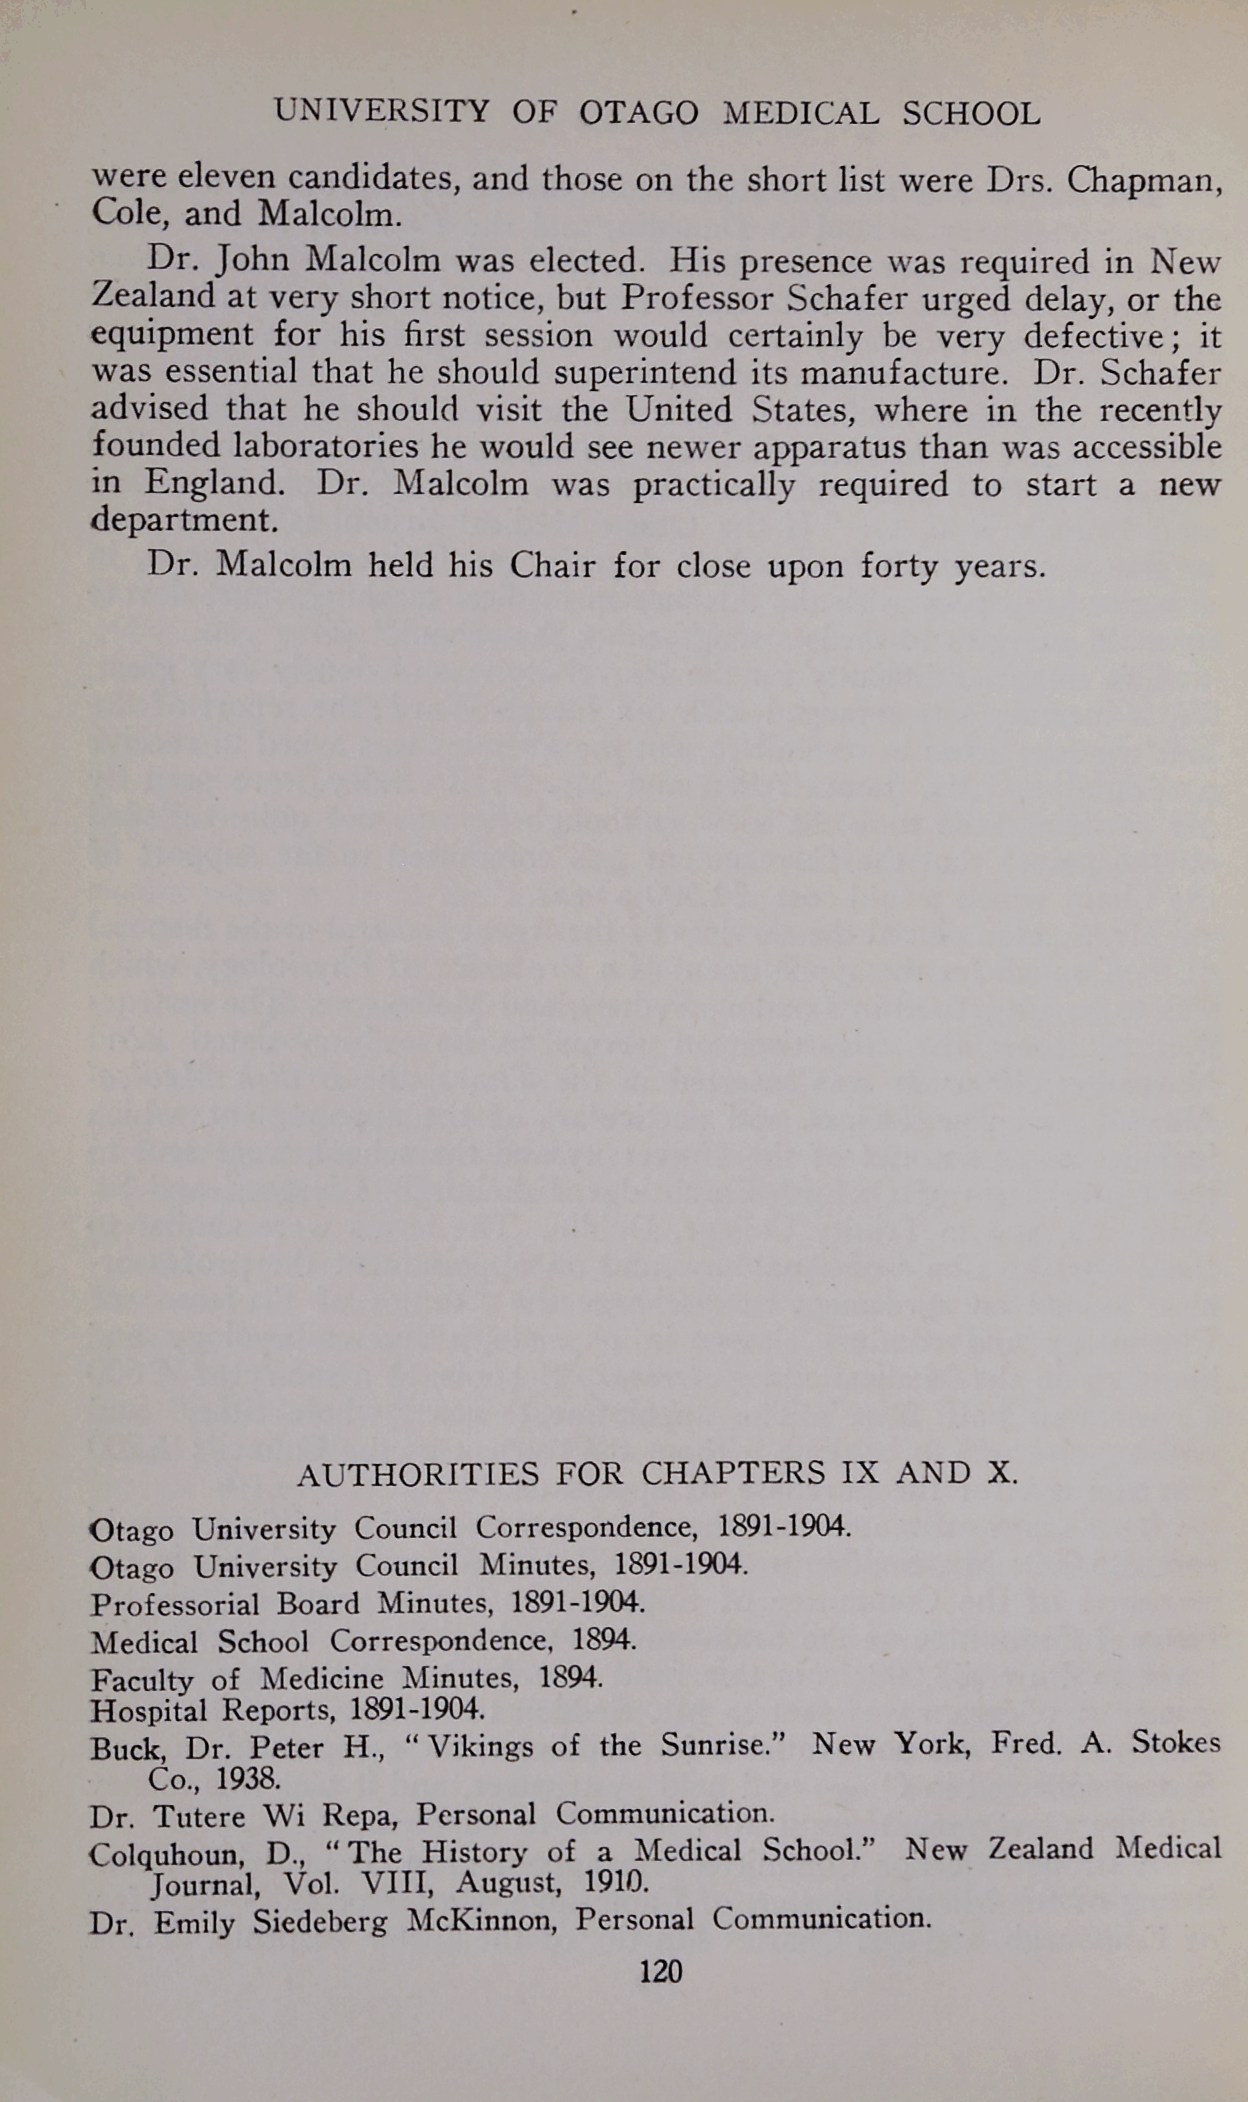 UNIVERSITY OF OTAGO MEDICAL SCHOOL
were eleven candidates, and those on the short list were Drs. Chapman,
Cole, and Malcolm.
Dr. John Malcolm was elected. His presence was required in New
Zealand at very short notice, but Professor Schafer urged delay, or the
equipment for his first session would certainly be very defective; it
was essential that he should superintend its manufacture. Dr. Schafer
advised that he should visit the United States, where in the recently
founded laboratories he would see newer apparatus than was accessible
in England. Dr. Malcolm was practically required to start a new
department.
Dr. Malcolm held his Chair for close upon forty years.
AUTHORITIES FOR CHAPTERS IX AND X.
Otago University Council Correspondence, 1891-1904.
Otago University Council Minutes, 1891-1904.
Professorial Board Minutes, 1891-1904.
Medical School Correspondence, 1894.
Faculty of Medicine Minutes, 1894.
Hospital Reports, 1891-1904.
Buck, Dr. Peter H., “Vikings of the Sunrise.” New York, Fred. A. Stokes
Co., 1938.
Dr. Tutere Wi Repa, Personal Communication.
Colquhoun, D., “The History of a Medical School.” New Zealand Medical
Journal, Vol. VIII, August, 1910.
Dr. Emily Siedeberg McKinnon, Personal Communication.
120